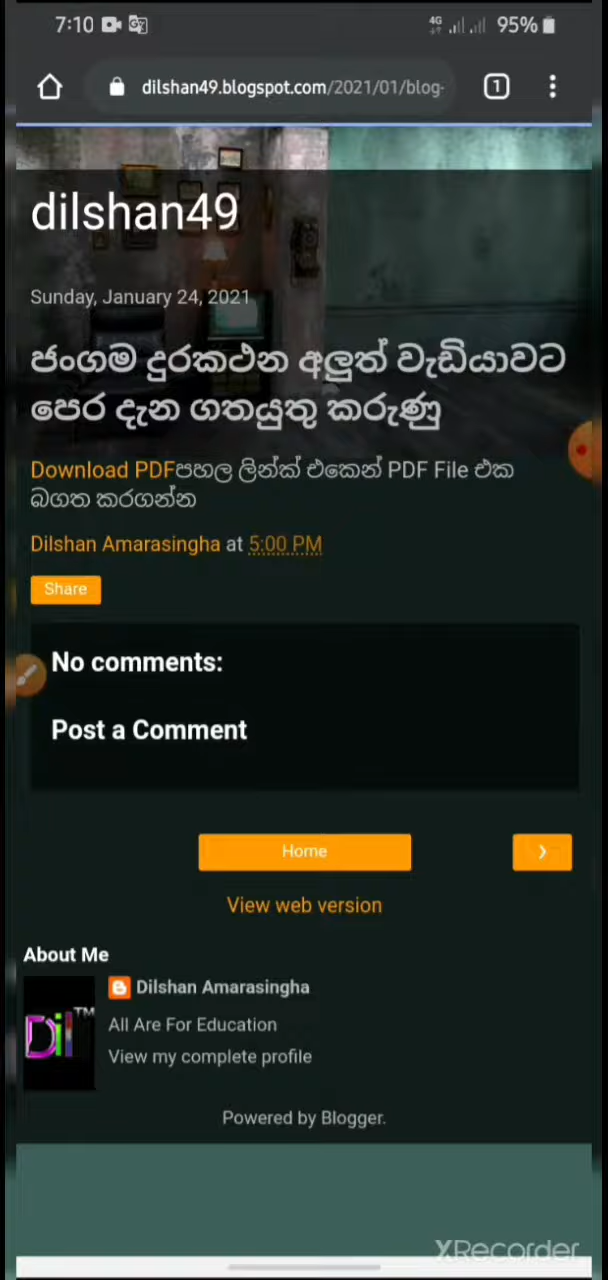 7:10 4G 95%
dilshan49.blogspot.com/2021/01/blog- 1
dilshan49
Sunday, January 24, 2021
ජංගම දුරකථන අලුත් වැඩියාවට
පෙර දැන ගතයුතු කරුණු
Download PDFපහල ලින්ක් එකෙන් PDF File එක
බගත කරගන්න
Dilshan Amarasingha at 5:00 PM
Share
No comments:
Post a Comment
Home ›
View web version
About Me
Dil™ Dilshan Amarasingha
All Are For Education
View my complete profile
Powered by Blogger.
XRecorder